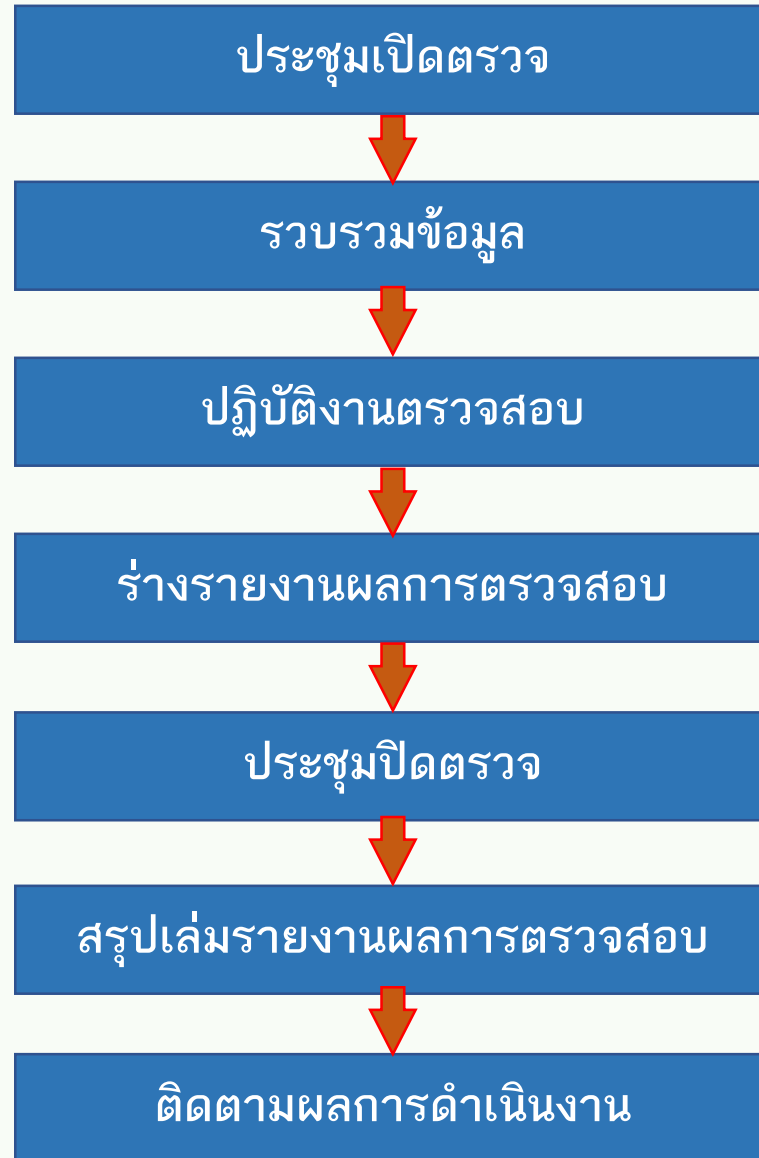 ประชุมเปิดตรวจ
รวบรวมข้อมูล
ปฏิบัติงานตรวจสอบ
ร่างรายงานผลการตรวจสอบ
ประชุมปิดตรวจ
สรุปเล่มรายงานผลการตรวจสอบ
ติดตามผลการดำเนินงาน